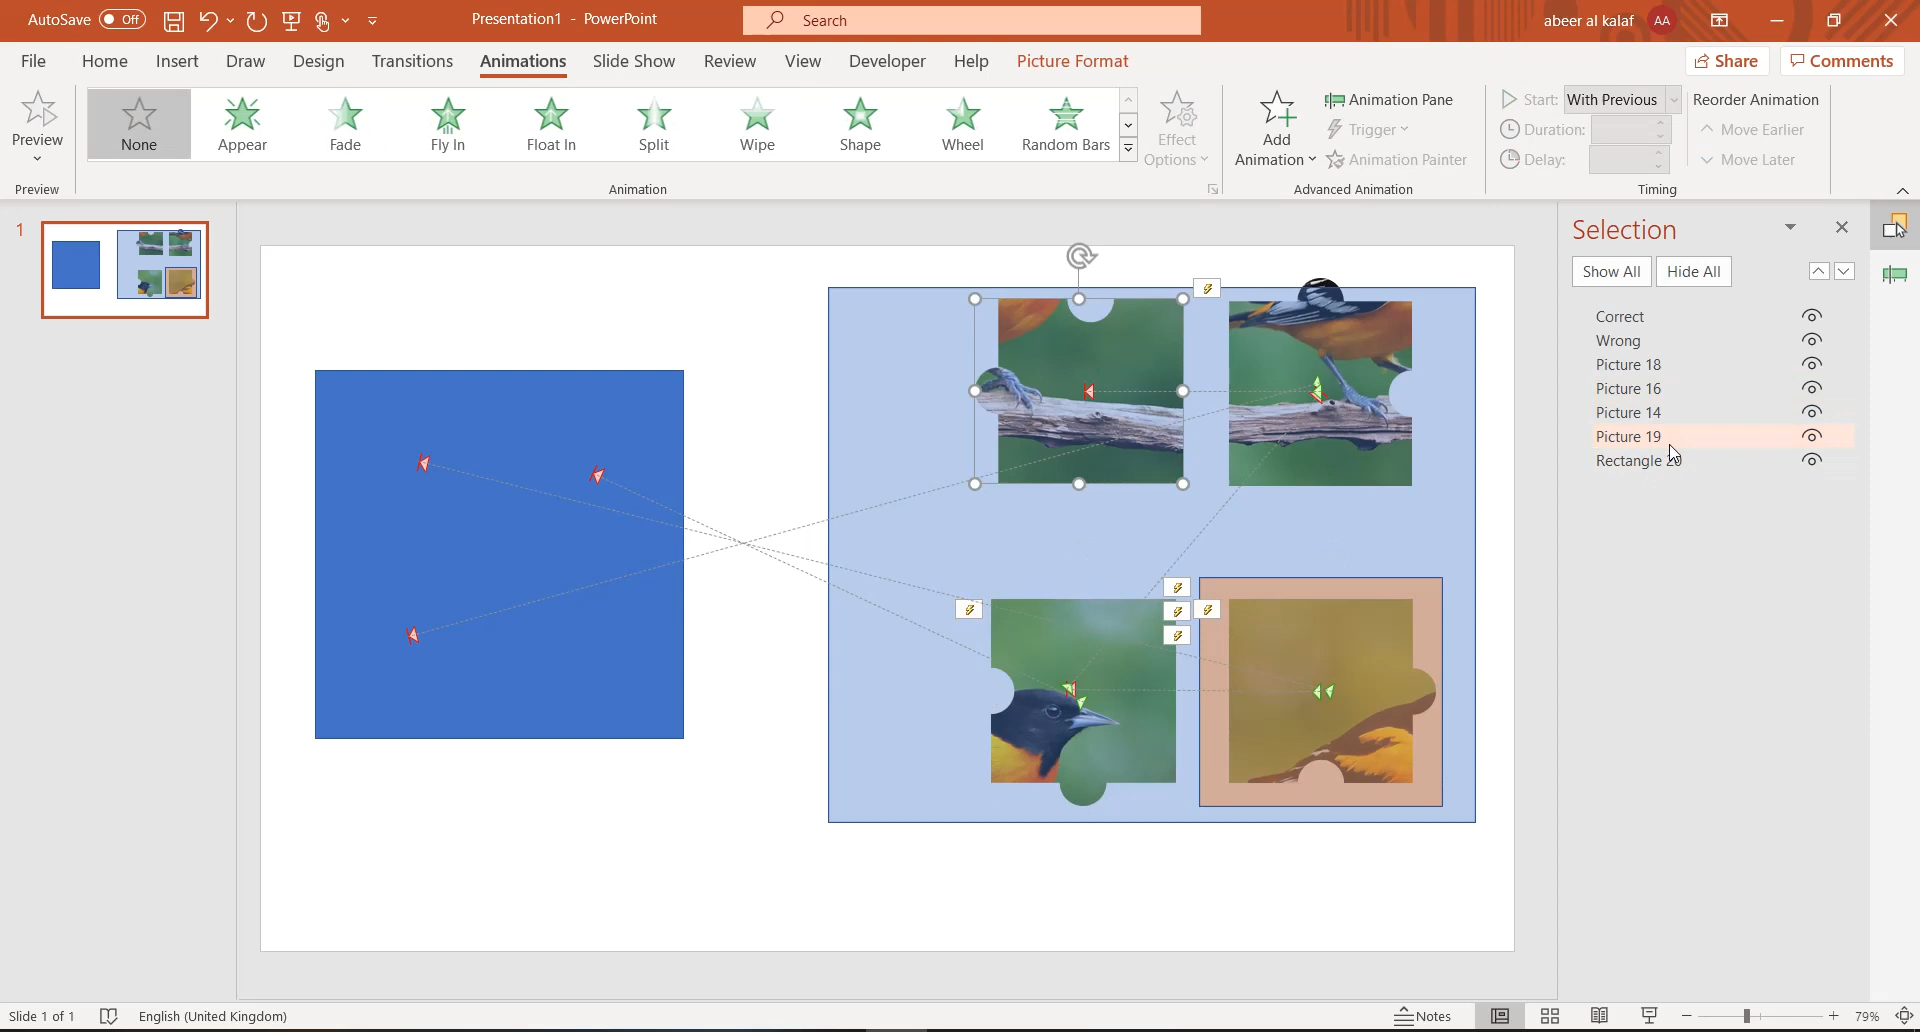 AutoSave Off Presentation1 - PowerPoint Search abeer al kalaf AA
File Home Insert Draw Design Transitions Animations Slide Show Review View Developer Help Picture Format Share Comments
Preview
None Appear Fade Fly In Float In Split Wipe Shape Wheel Random Bars
Effect Options
Add Animation
Animation Pane
Trigger
Animation Painter
Start: With Previous
Duration:
Delay:
Reorder Animation
Move Earlier
Move Later
Preview Animation Advanced Animation Timing
1
Selection
Show All Hide All
Correct
Wrong
Picture 18
Picture 16
Picture 14
Picture 19
Rectangle 20
Slide 1 of 1 English (United Kingdom) Notes 79%